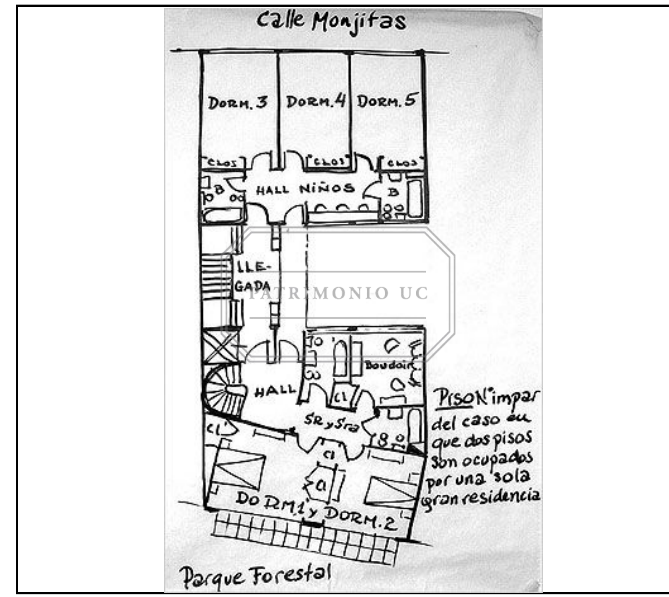 Calle Monjitas
DORM. 3 DORM. 4 DORM. 5
CLOS CLOS CLOS
B HALL NIÑOS B
LLE-
GADA
PATRIMONIO UC
Boudoir
HALL
Cl
SR y Sra
Cl
Cl
B
Cl
DORM.1 y DORM.2
Piso N° impar
del caso en
que dos pisos
son ocupados
por una sola
gran residencia
Parque Forestal